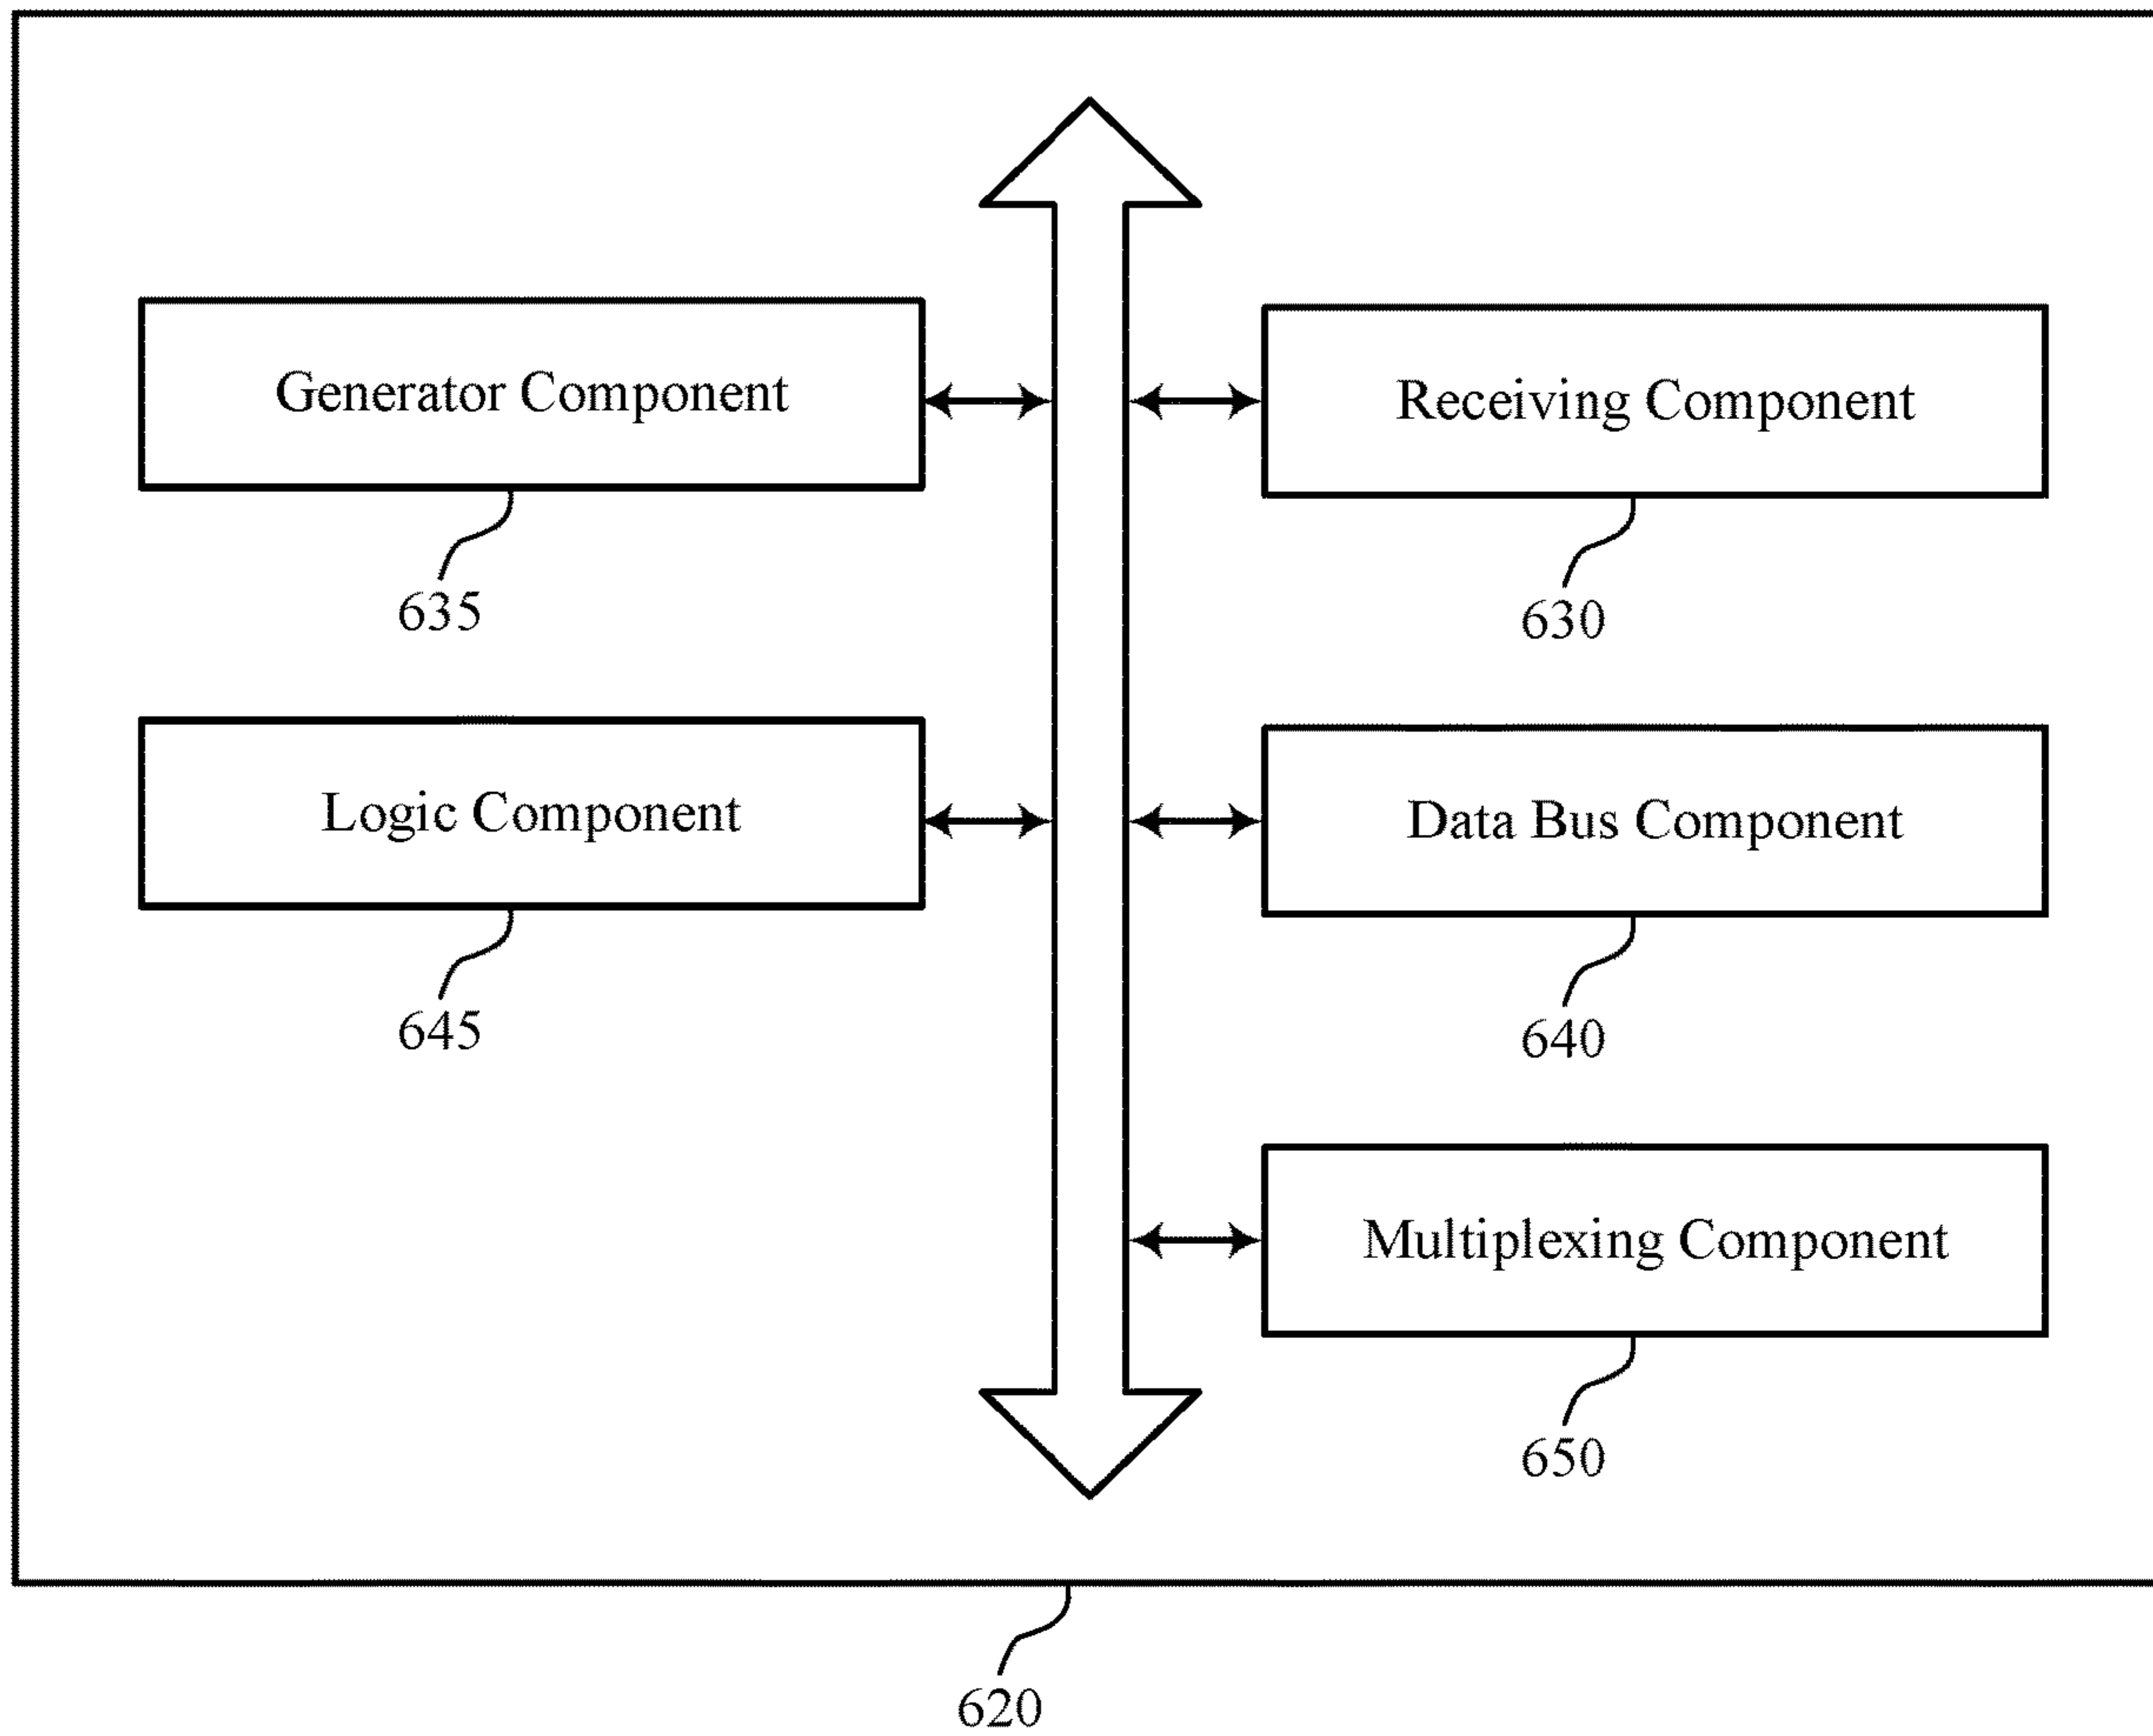 Generator Component
Receiving Component
635
630
Logic Component
Data Bus Component
645
640
Multiplexing Component
650
620